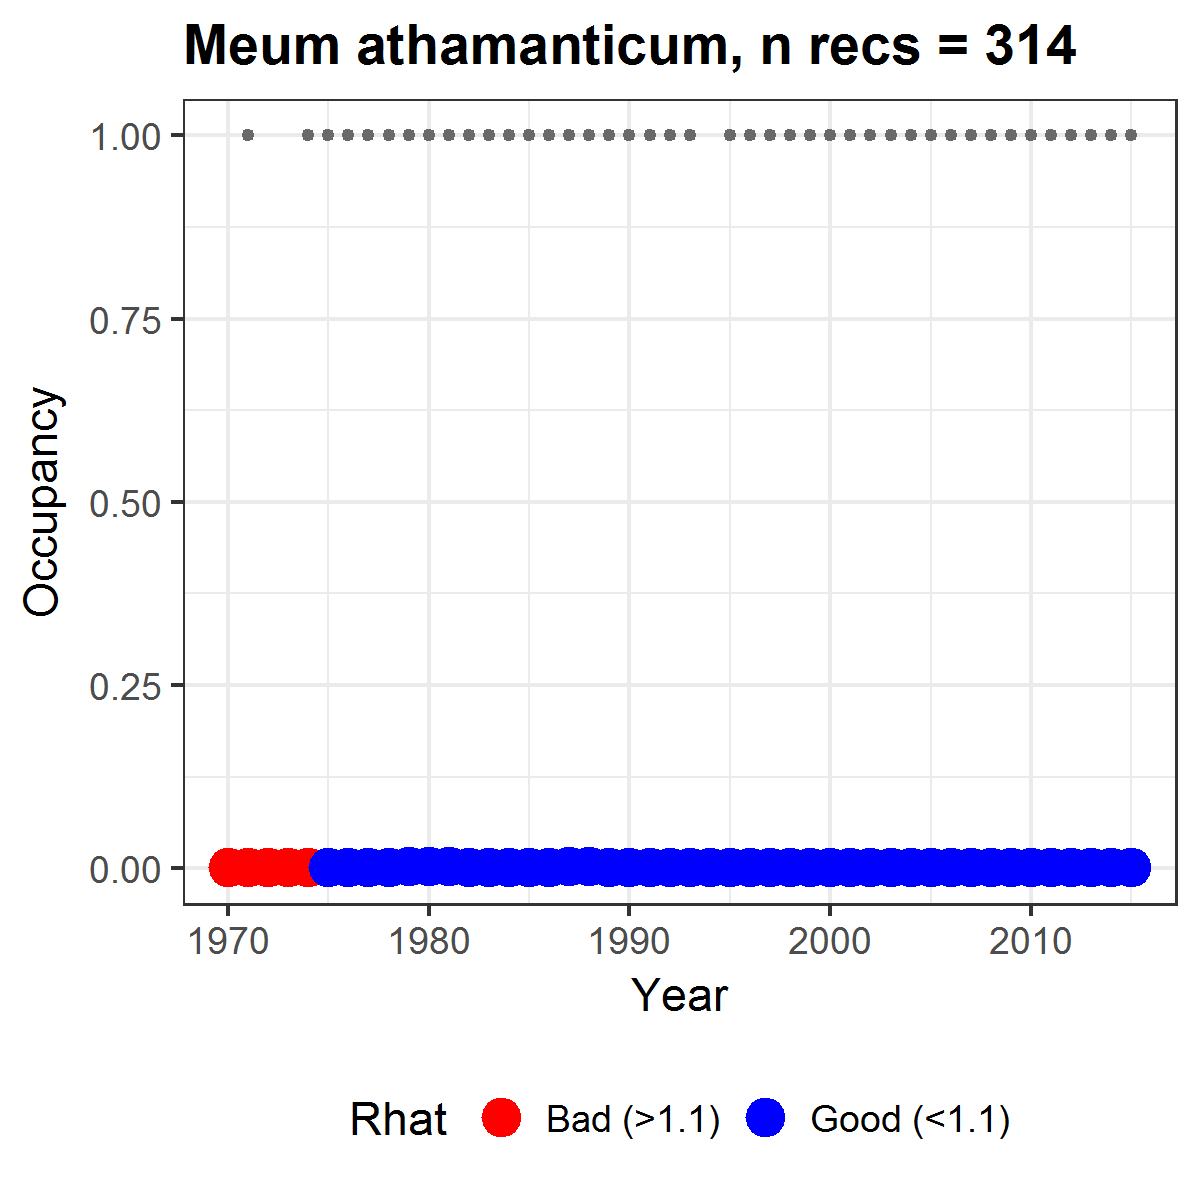 Meum athamanticum, n recs = 314
1.00
0.75
0.50
0.25
0.00
Occupancy
1970 1980 1990 2000 2010
Year
Rhat Bad (>1.1) Good (<1.1)